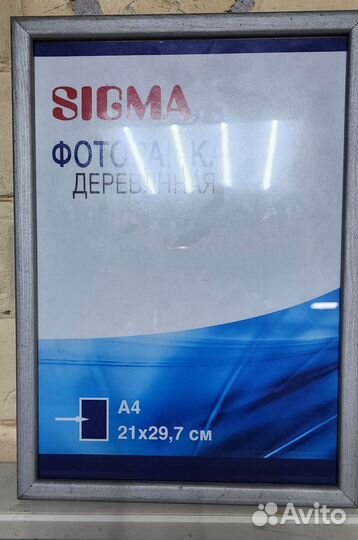 SIGMA
ФОТОРАМКА
ДЕРЕВЯННАЯ
A4
21x29,7 см
Avito